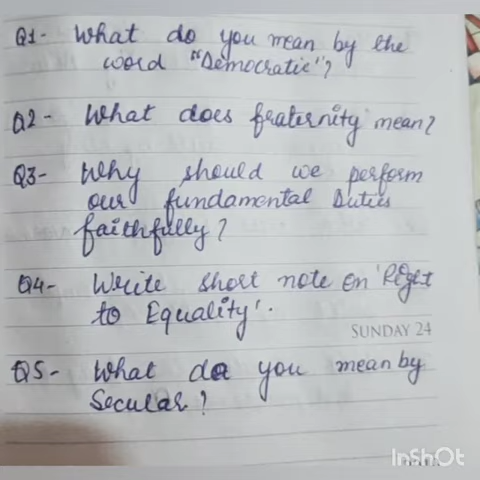 Q1- What do you mean by the
word "Democratic"?
Q2- What does fraternity mean?
Q3- Why should we perform
our fundamental Duties
faithfully?
Q4- Write short note on 'Right
to Equality'.
SUNDAY 24
Q5- What do you mean by
Secular?
InShOt